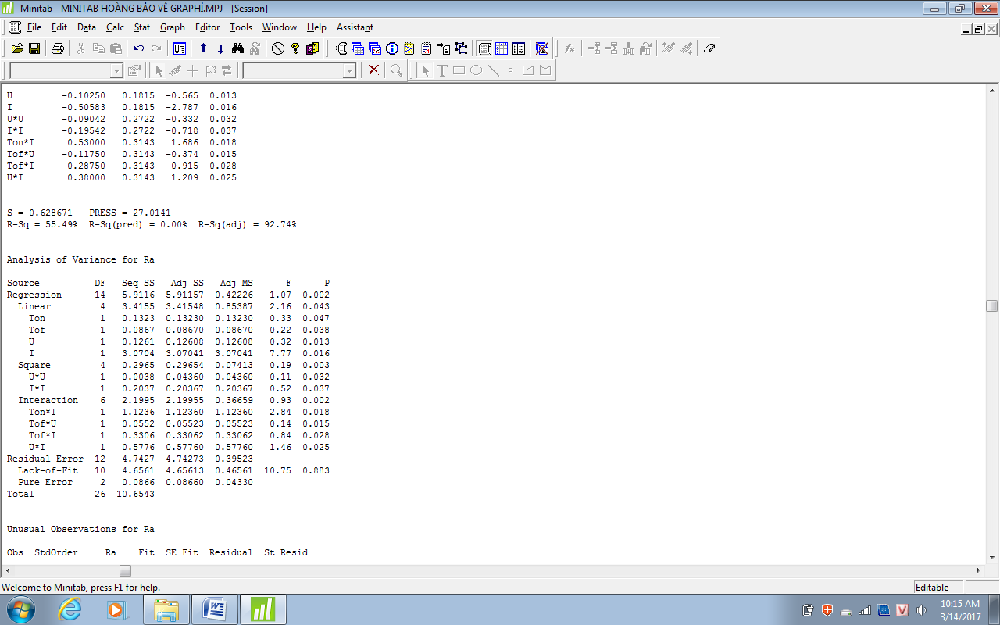 Minitab - MINITAB HOÀNG BẢO VỆ GRAPHỈ.MPJ - [Session]
File Edit Data Calc Stat Graph Editor Tools Window Help Assistant
U -0.10250 0.1815 -0.565 0.013
I -0.50583 0.1815 -2.787 0.016
U*U -0.09042 0.2722 -0.332 0.032
I*I -0.19542 0.2722 -0.718 0.037
Ton*I 0.53000 0.3143 1.686 0.018
Tof*U -0.11750 0.3143 -0.374 0.015
Tof*I 0.28750 0.3143 0.915 0.028
U*I 0.38000 0.3143 1.209 0.025
S = 0.628671 PRESS = 27.0141
R-Sq = 55.49% R-Sq(pred) = 0.00% R-Sq(adj) = 92.74%
Analysis of Variance for Ra
Source DF Seq SS Adj SS Adj MS F P
Regression 14 5.9116 5.91157 0.42226 1.07 0.002
Linear 4 3.4155 3.41548 0.85387 2.16 0.043
Ton 1 0.1323 0.13230 0.13230 0.33 0.047
Tof 1 0.0867 0.08670 0.08670 0.22 0.038
U 1 0.1261 0.12608 0.12608 0.32 0.013
I 1 3.0704 3.07041 3.07041 7.77 0.016
Square 4 0.2965 0.29654 0.07413 0.19 0.003
U*U 1 0.0038 0.04360 0.04360 0.11 0.032
I*I 1 0.2037 0.20367 0.20367 0.52 0.037
Interaction 6 2.1995 2.19955 0.36659 0.93 0.002
Ton*I 1 1.1236 1.12360 1.12360 2.84 0.018
Tof*U 1 0.0552 0.05523 0.05523 0.14 0.015
Tof*I 1 0.3306 0.33062 0.33062 0.84 0.028
U*I 1 0.5776 0.57760 0.57760 1.46 0.025
Residual Error 12 4.7427 4.74273 0.39523
Lack-of-Fit 10 4.6561 4.65613 0.46561 10.75 0.883
Pure Error 2 0.0866 0.08660 0.04330
Total 26 10.6543
Unusual Observations for Ra
Obs StdOrder Ra Fit SE Fit Residual St Resid
Welcome to Minitab, press F1 for help.
Editable
10:15 AM
3/14/2017